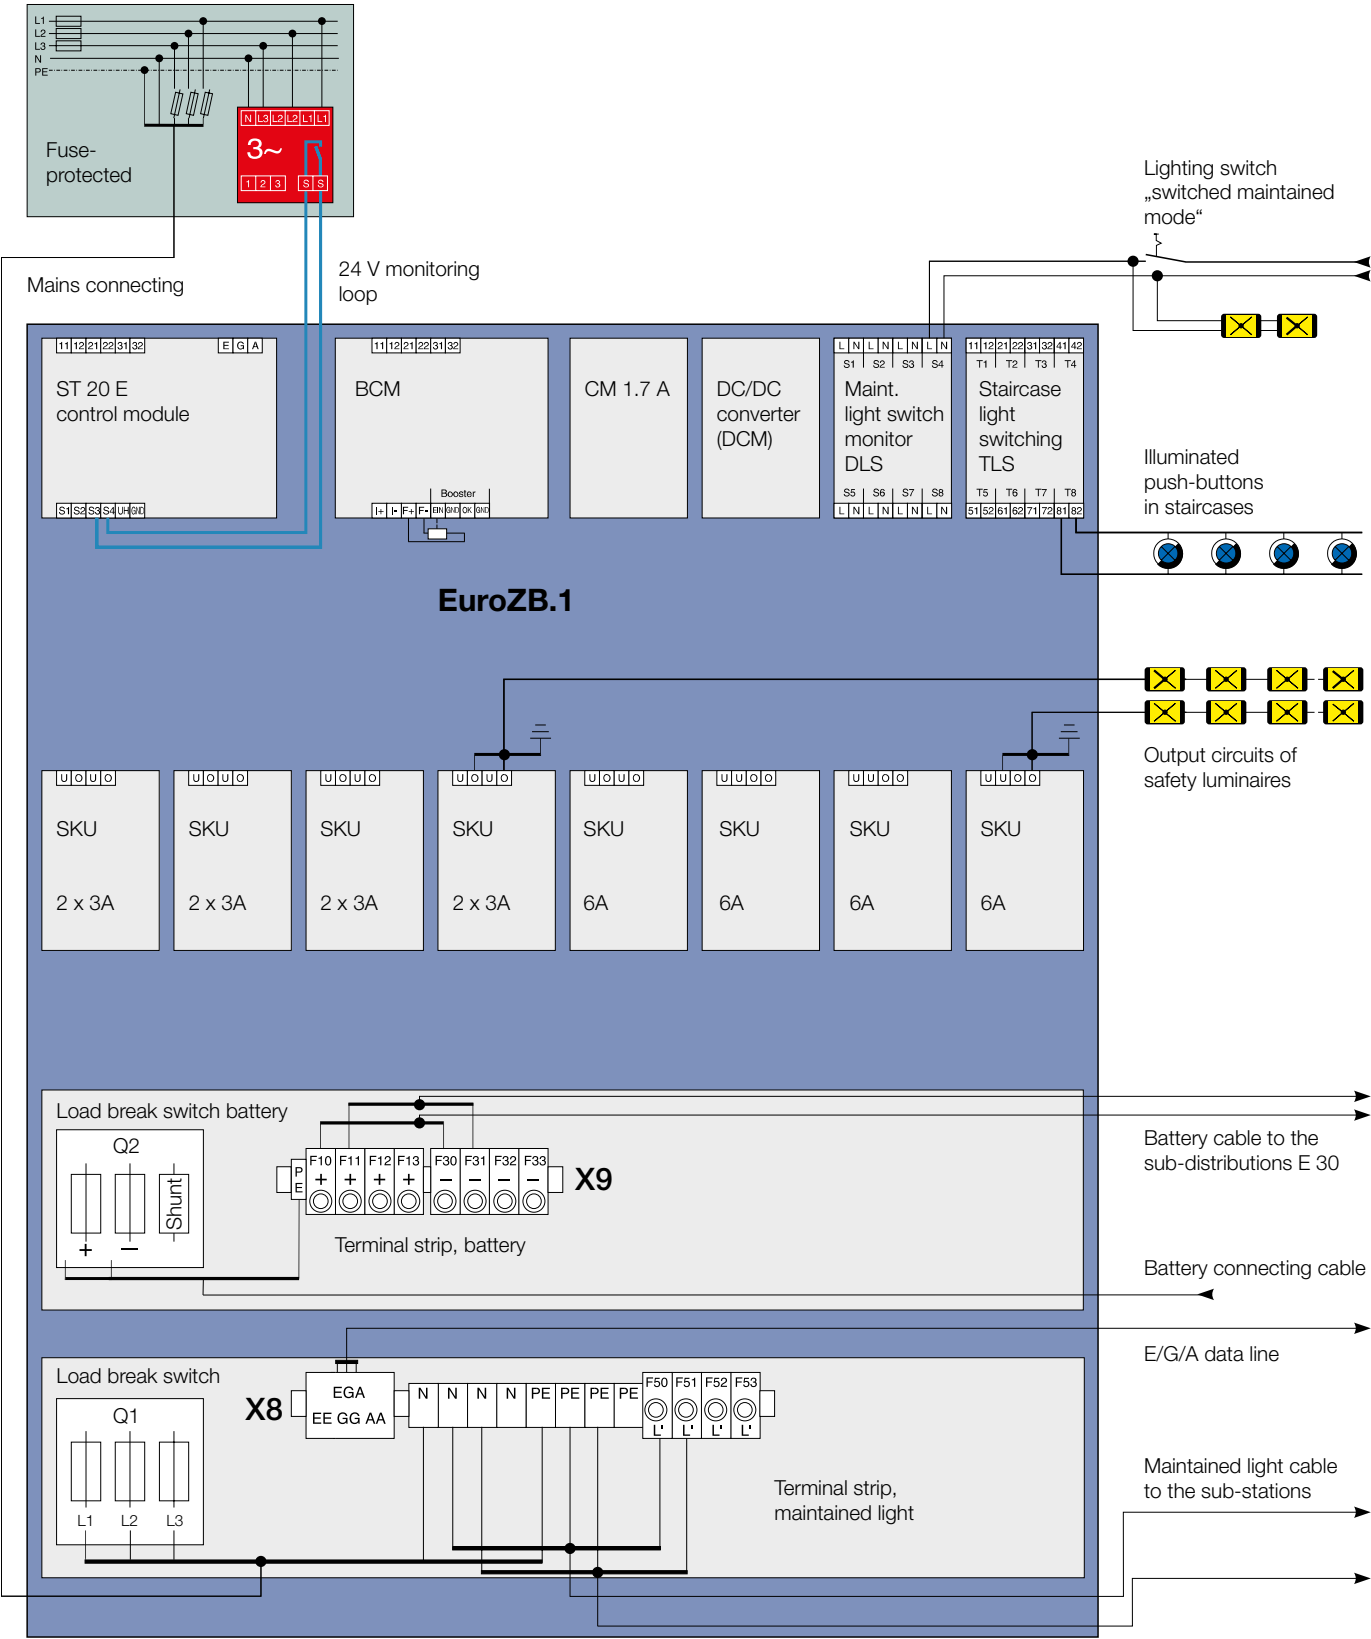 L1
L2
L3
N
PE
N L3 L2 L2 L1 L1
3~
1 2 3 S S
Fuse-
protected
Mains connecting
24 V monitoring
loop
Lighting switch
„switched maintained
mode“
11 12 21 22 31 32 E G A
ST 20 E
control module
S1 S2 S3 S4 UH GND
11 12 21 22 31 32
BCM
Booster
I+ I- F+ F- EIN GND OK GND
CM 1.7 A
DC/DC
converter
(DCM)
L N L N L N L N
S1 S2 S3 S4
Maint.
light switch
monitor
DLS
S5 S6 S7 S8
L N L N L N L N
11 12 21 22 31 32 41 42
T1 T2 T3 T4
Staircase
light
switching
TLS
T5 T6 T7 T8
51 52 61 62 71 72 81 82
Illuminated
push-buttons
in staircases
EuroZB.1
Output circuits of
safety luminaires
U O U O
SKU
2 x 3A
U O U O
SKU
2 x 3A
U O U O
SKU
2 x 3A
U O U O
SKU
2 x 3A
U O U O
SKU
6A
U U O O
SKU
6A
U U O O
SKU
6A
U U O O
SKU
6A
Load break switch battery
Q2
Shunt
+ –
P
E
F10 F11 F12 F13 F30 F31 F32 F33
+ + + + – – – –
X9
Terminal strip, battery
Battery cable to the
sub-distributions E 30
Battery connecting cable
E/G/A data line
Load break switch
Q1
L1 L2 L3
X8
EGA
EE GG AA
N N N N PE PE PE PE
F50 F51 F52 F53
L' L' L' L'
Terminal strip,
maintained light
Maintained light cable
to the sub-stations